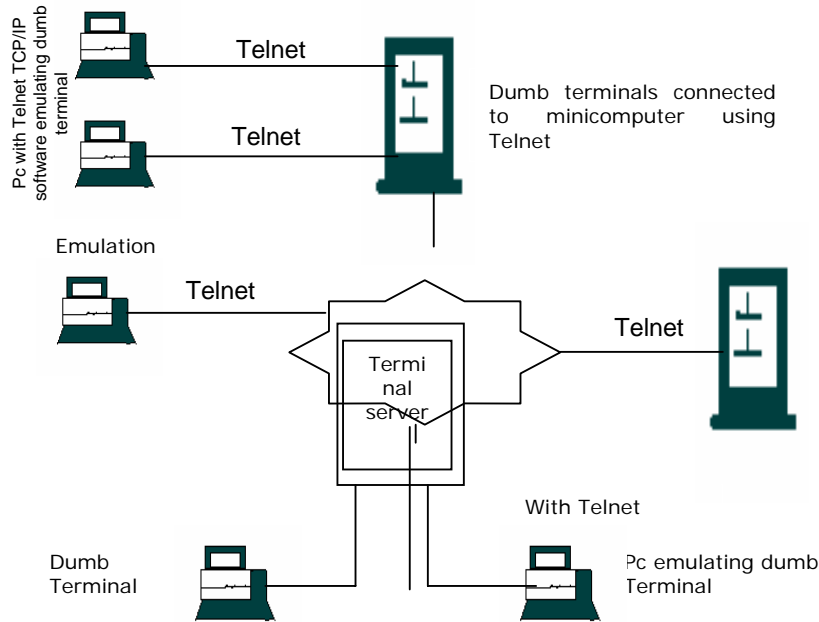 Pc with Telnet TCP/IP
software emulating dumb
terminal
Telnet
Telnet
Dumb terminals connected
to minicomputer using
Telnet
Emulation
Telnet
Telnet
Termi
nal
server
With Telnet
Dumb
Terminal
Pc emulating dumb
Terminal